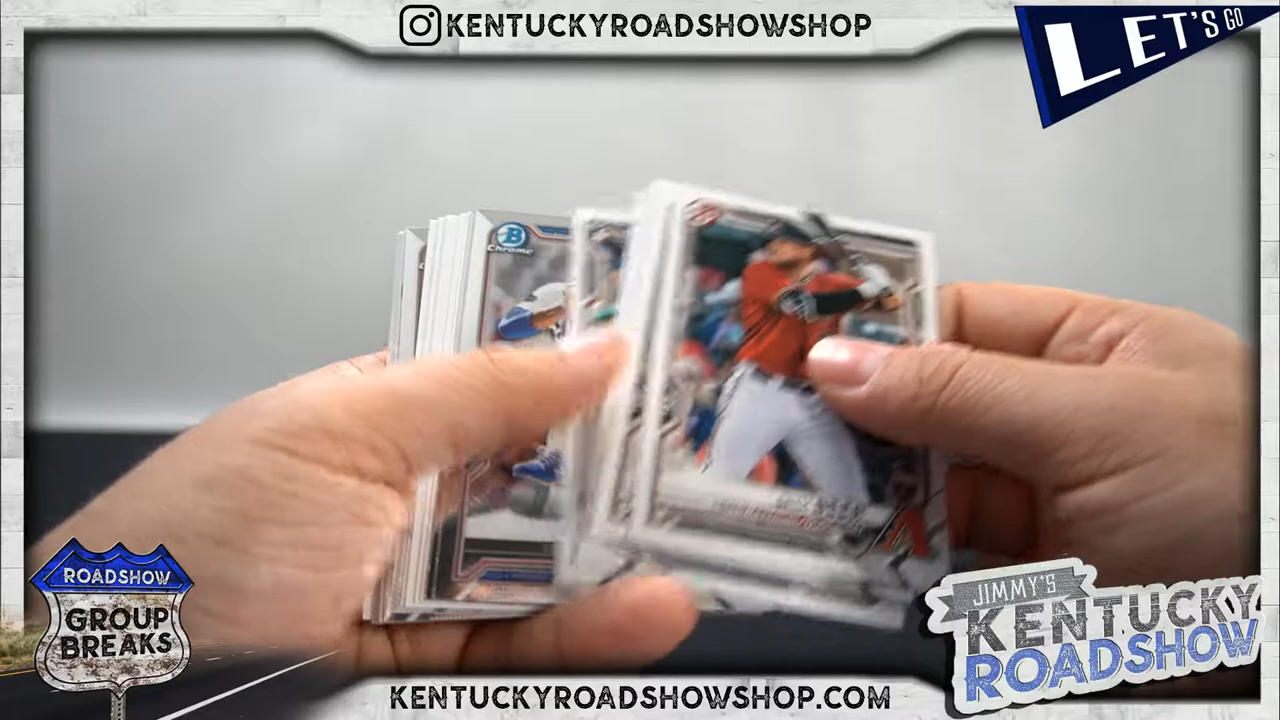 KENTUCKYROADSHOWSHOP
LET'S GO
B
Chrome
ROADSHOW
GROUP
BREAKS
JIMMY'S
KENTUCKY
ROADSHOW
KENTUCKYROADSHOWSHOP.COM